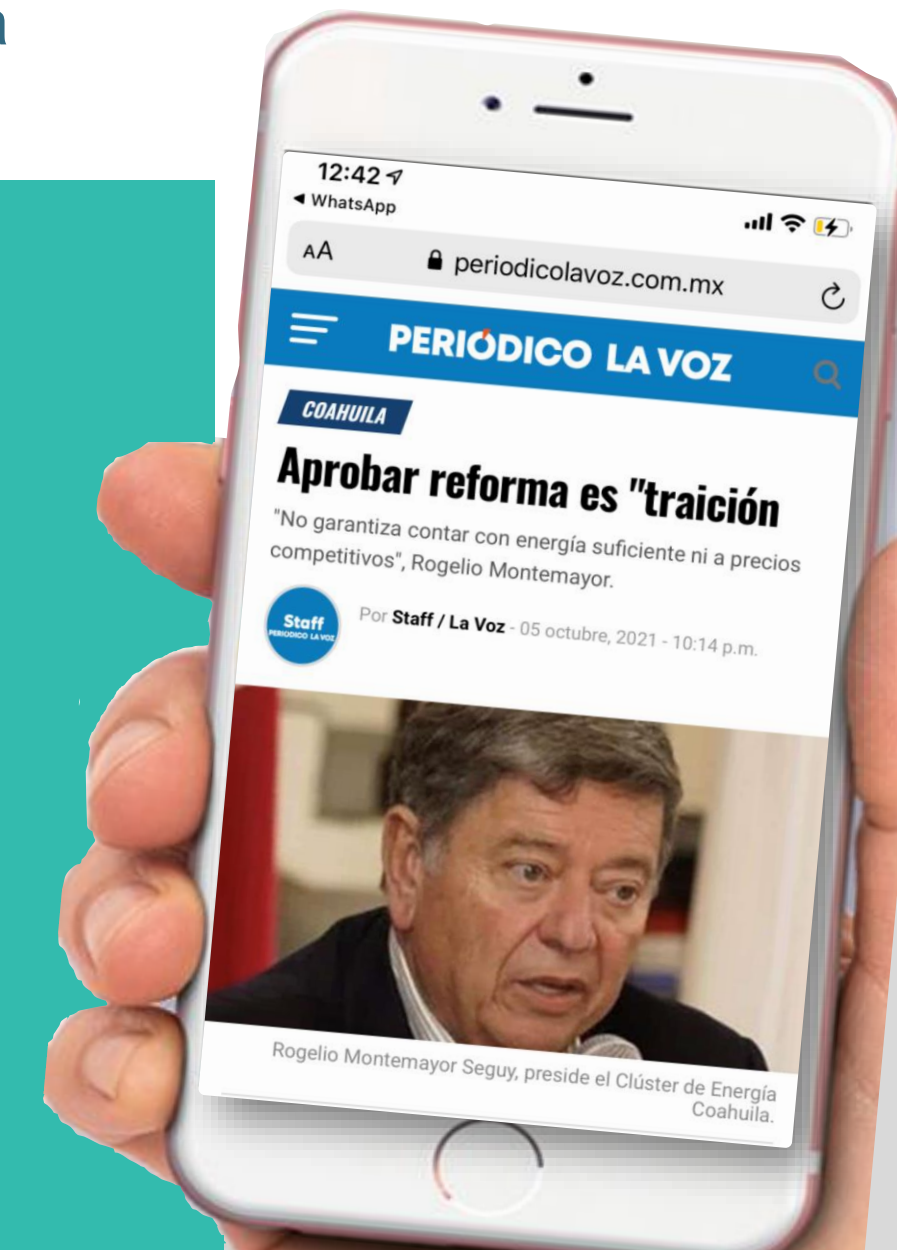 a
12:42
WhatsApp
AA periodicolavoz.com.mx
PERIÓDICO LA VOZ
COAHUILA
Aprobar reforma es "traición
"No garantiza contar con energía suficiente ni a precios
competitivos", Rogelio Montemayor.
Staff
PERIODICO LA VOZ
Por Staff / La Voz - 05 octubre, 2021 - 10:14 p.m.
Rogelio Montemayor Seguy, preside el Clúster de Energía
Coahuila.